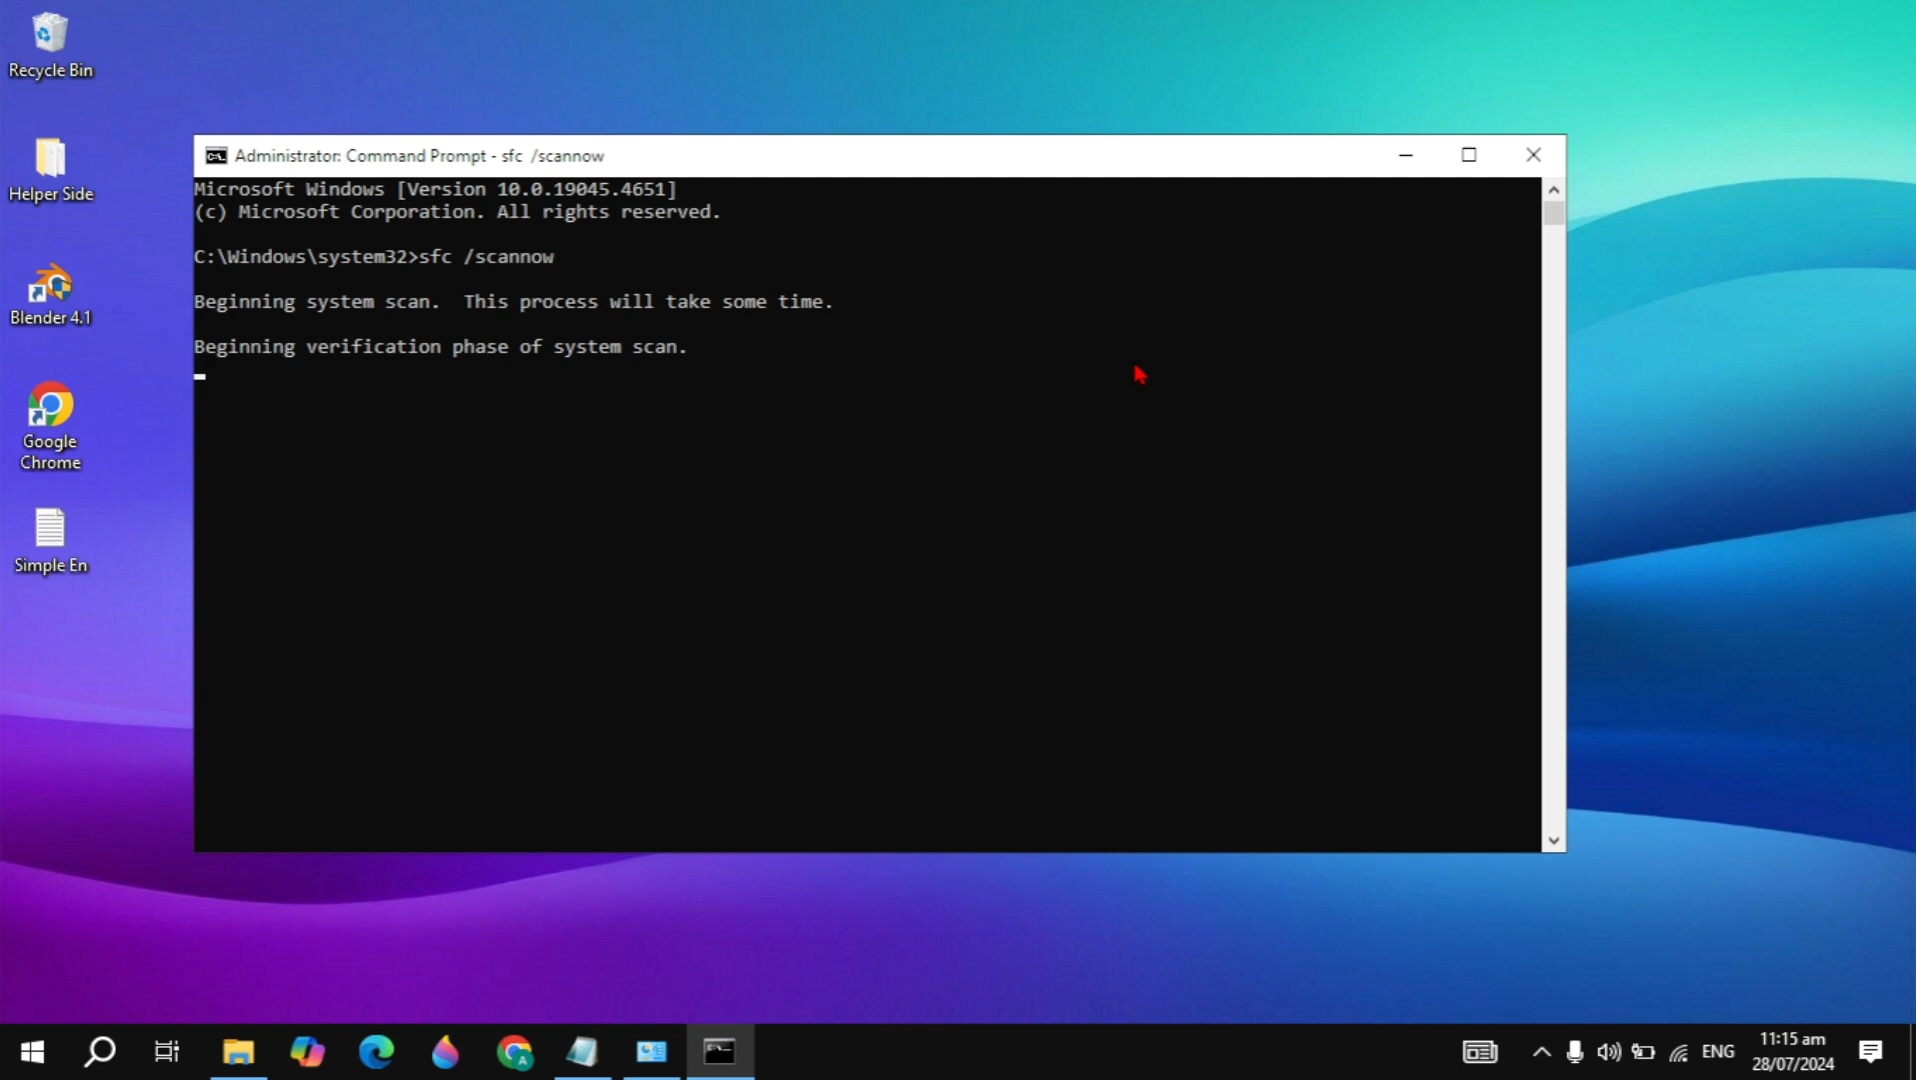 Recycle Bin
Helper Side
Blender 4.1
Google
Chrome
Simple En
Administrator: Command Prompt - sfc  /scannow
Microsoft Windows [Version 10.0.19045.4651]
(c) Microsoft Corporation. All rights reserved.
C:\Windows\system32>sfc /scannow
Beginning system scan.  This process will take some time.
Beginning verification phase of system scan.
ENG
11:15 am
28/07/2024